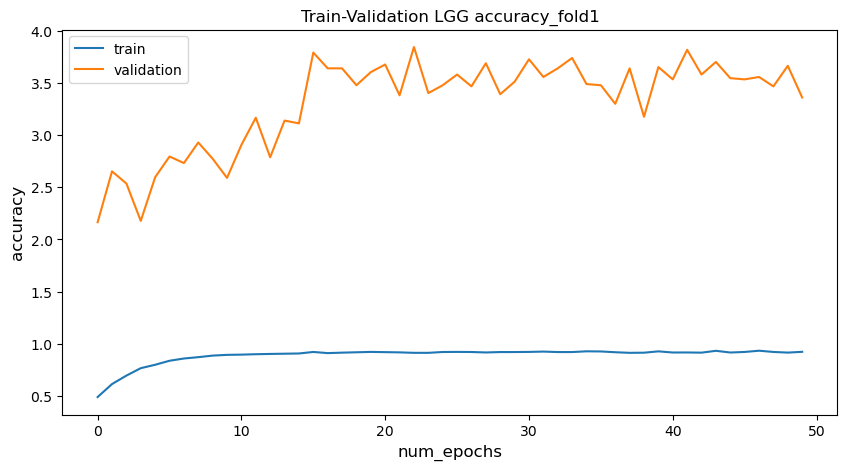 Train-Validation LGG accuracy_fold1
train
validation
accuracy
4.0
3.5
3.0
2.5
2.0
1.5
1.0
0.5
0 10 20 30 40 50
num_epochs